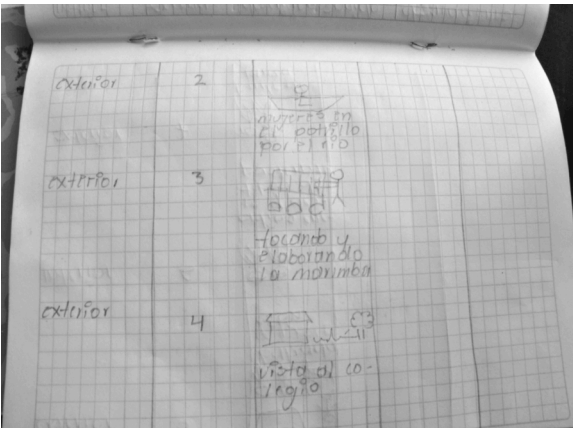 exterior 2
mujeres en
el potrillo
por el rio
exterior 3
tocando y
elaborando
la marimba
exterior 4
vista al co-
legio